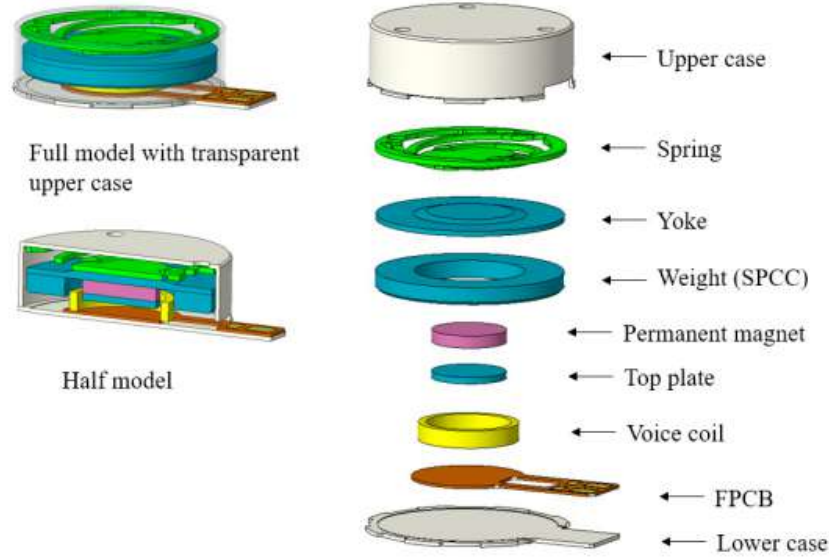 Full model with transparent
upper case
Half model
Upper case
Spring
Yoke
Weight (SPCC)
Permanent magnet
Top plate
Voice coil
FPCB
Lower case